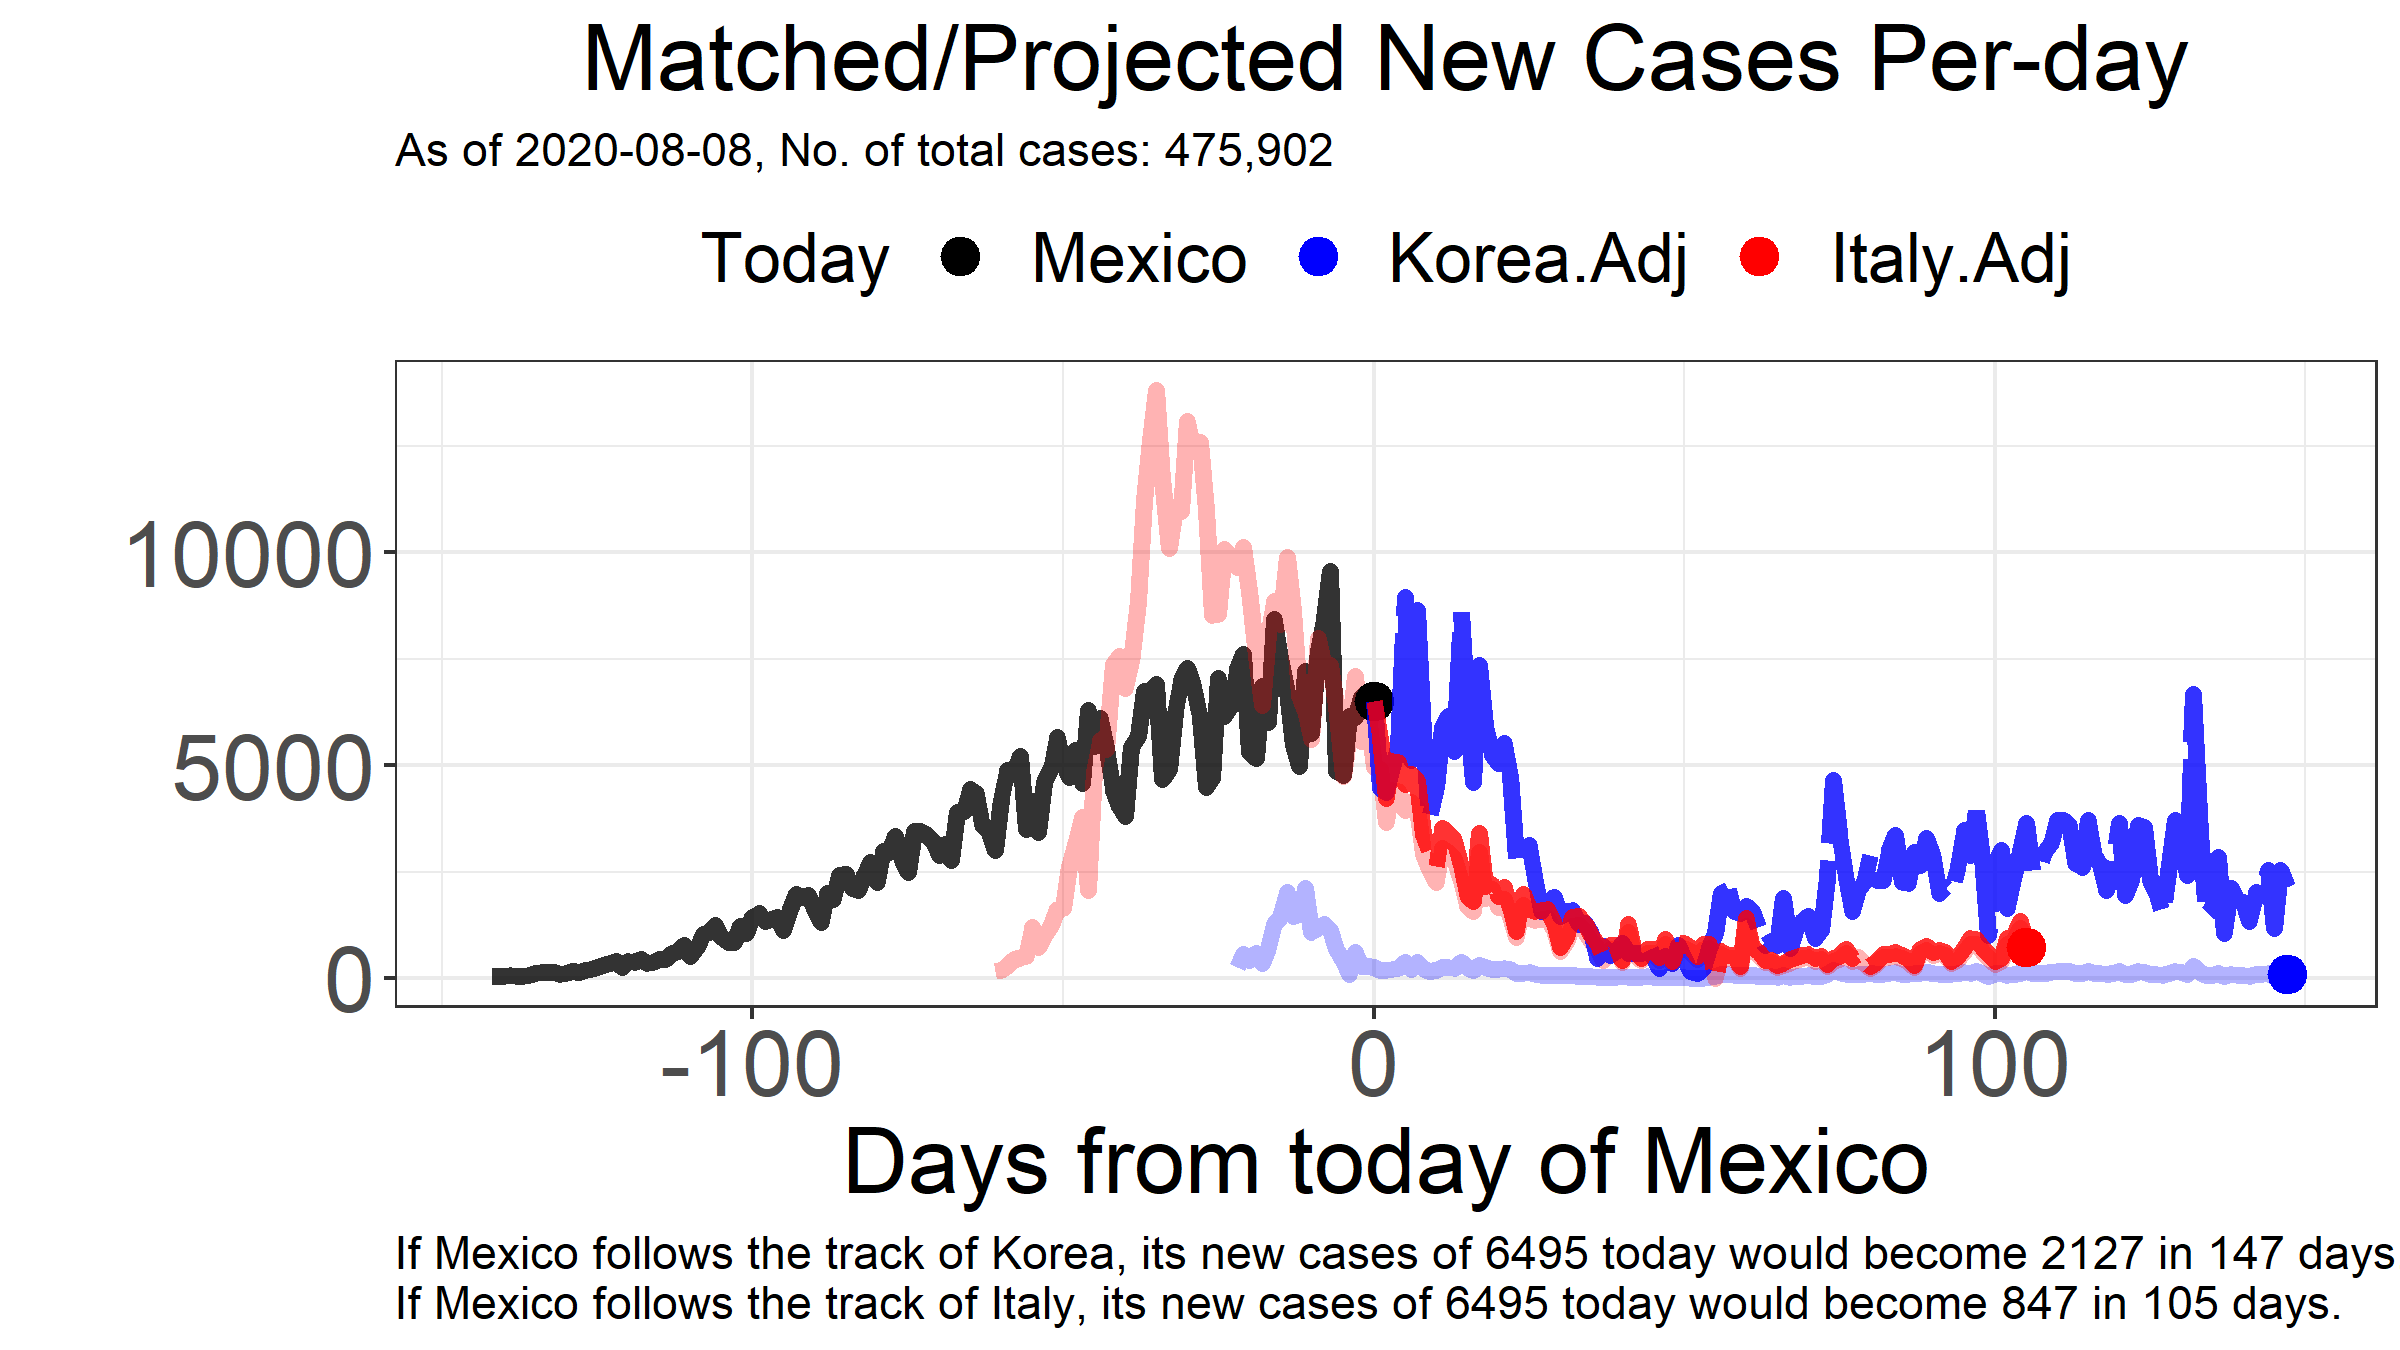 Matched/Projected New Cases Per-day
As of 2020-08-08, No. of total cases: 475,902
Today Mexico Korea.Adj Italy.Adj
10000
5000
0
-100 0 100
Days from today of Mexico
If Mexico follows the track of Korea, its new cases of 6495 today would become 2127 in 147 days
If Mexico follows the track of Italy, its new cases of 6495 today would become 847 in 105 days.